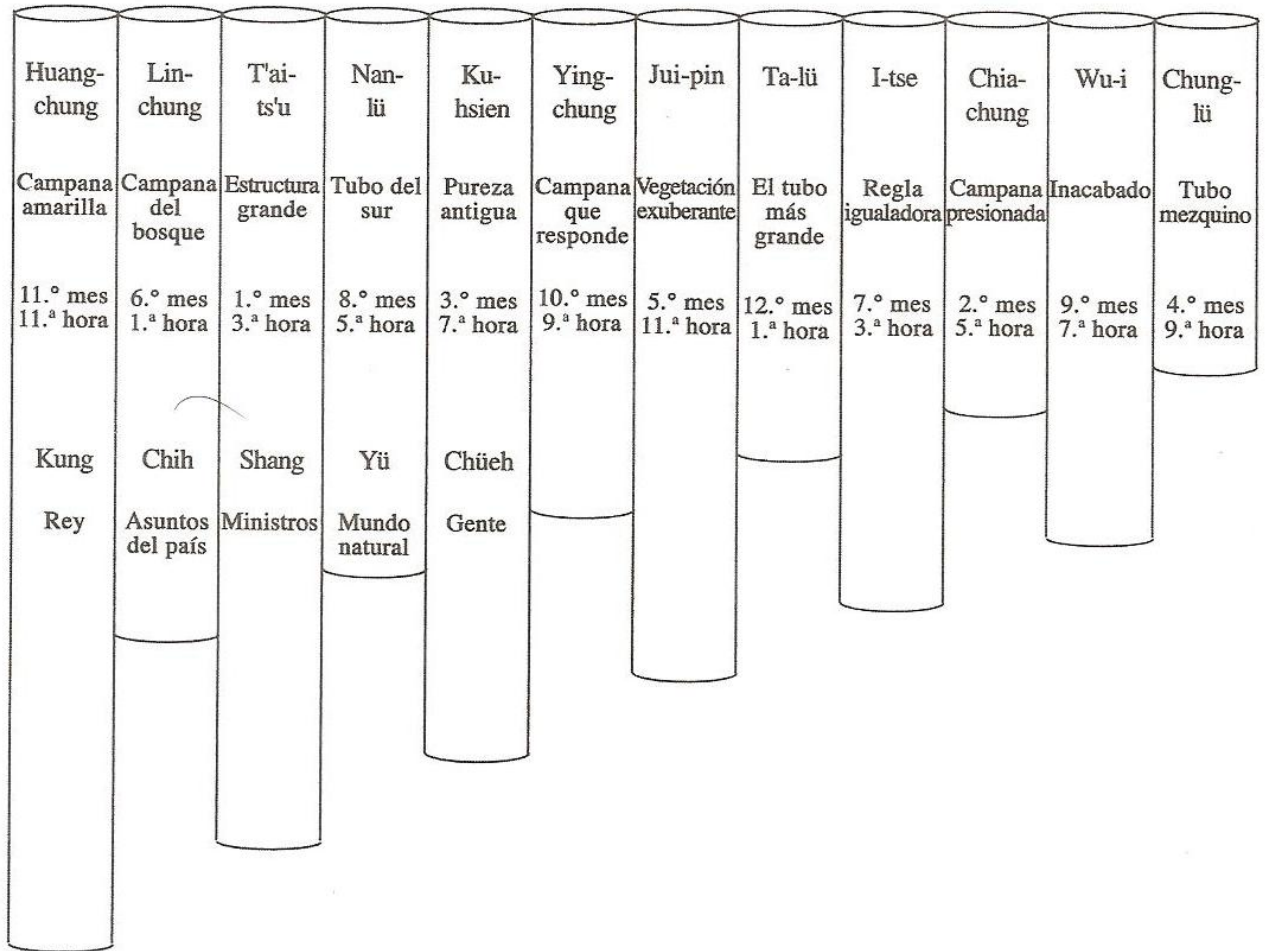 Huang-
chung
Campana
amarilla
11.º mes
11.ª hora
Kung
Rey
Lin-
chung
Campana
del
bosque
6.º mes
1.ª hora
Chih
Asuntos
del país
T'ai-
ts'u
Estructura
grande
1.º mes
3.ª hora
Shang
Ministros
Nan-
lü
Tubo del
sur
8.º mes
5.ª hora
Yü
Mundo
natural
Ku-
hsien
Pureza
antigua
3.º mes
7.ª hora
Chüeh
Gente
Ying-
chung
Campana
que
responde
10.º mes
9.ª hora
Jui-pin
Vegetación
exuberante
5.º mes
11.ª hora
Ta-lü
El tubo
más
grande
12.º mes
1.ª hora
I-tse
Regla
igualadora
7.º mes
3.ª hora
Chia-
chung
Campana
presionada
2.º mes
5.ª hora
Wu-i
Inacabado
9.º mes
7.ª hora
Chung-
lü
Tubo
mezquino
4.º mes
9.ª hora